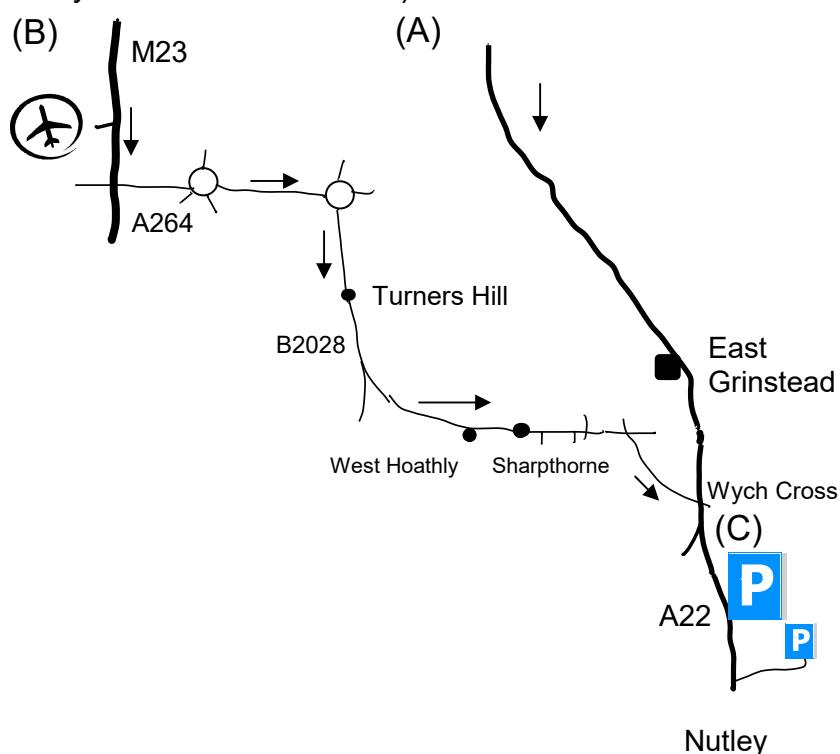 (B)
(A)
M23
A264
Turners Hill
B2028
East
Grinstead
West Hoathly
Sharpthorne
Wych Cross
(C)
P
A22
P
Nutley